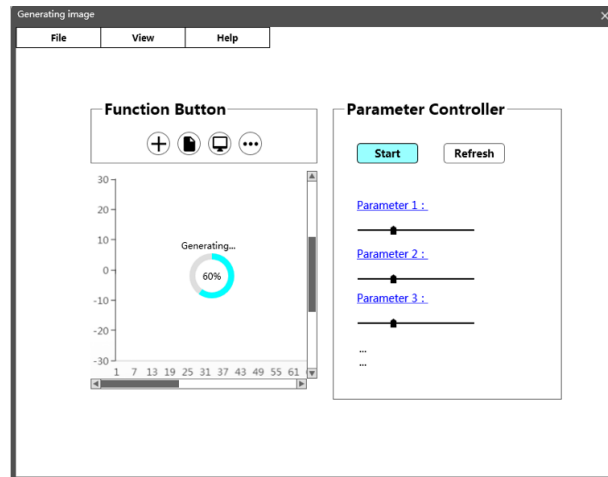 Generating image
File View Help
Function Button
Parameter Controller
Start Refresh
Parameter 1：
Parameter 2：
Parameter 3：
...
...
30
20
10
0
-10
-20
-30
Generating...
60%
1 7 13 19 25 31 37 43 49 55 61